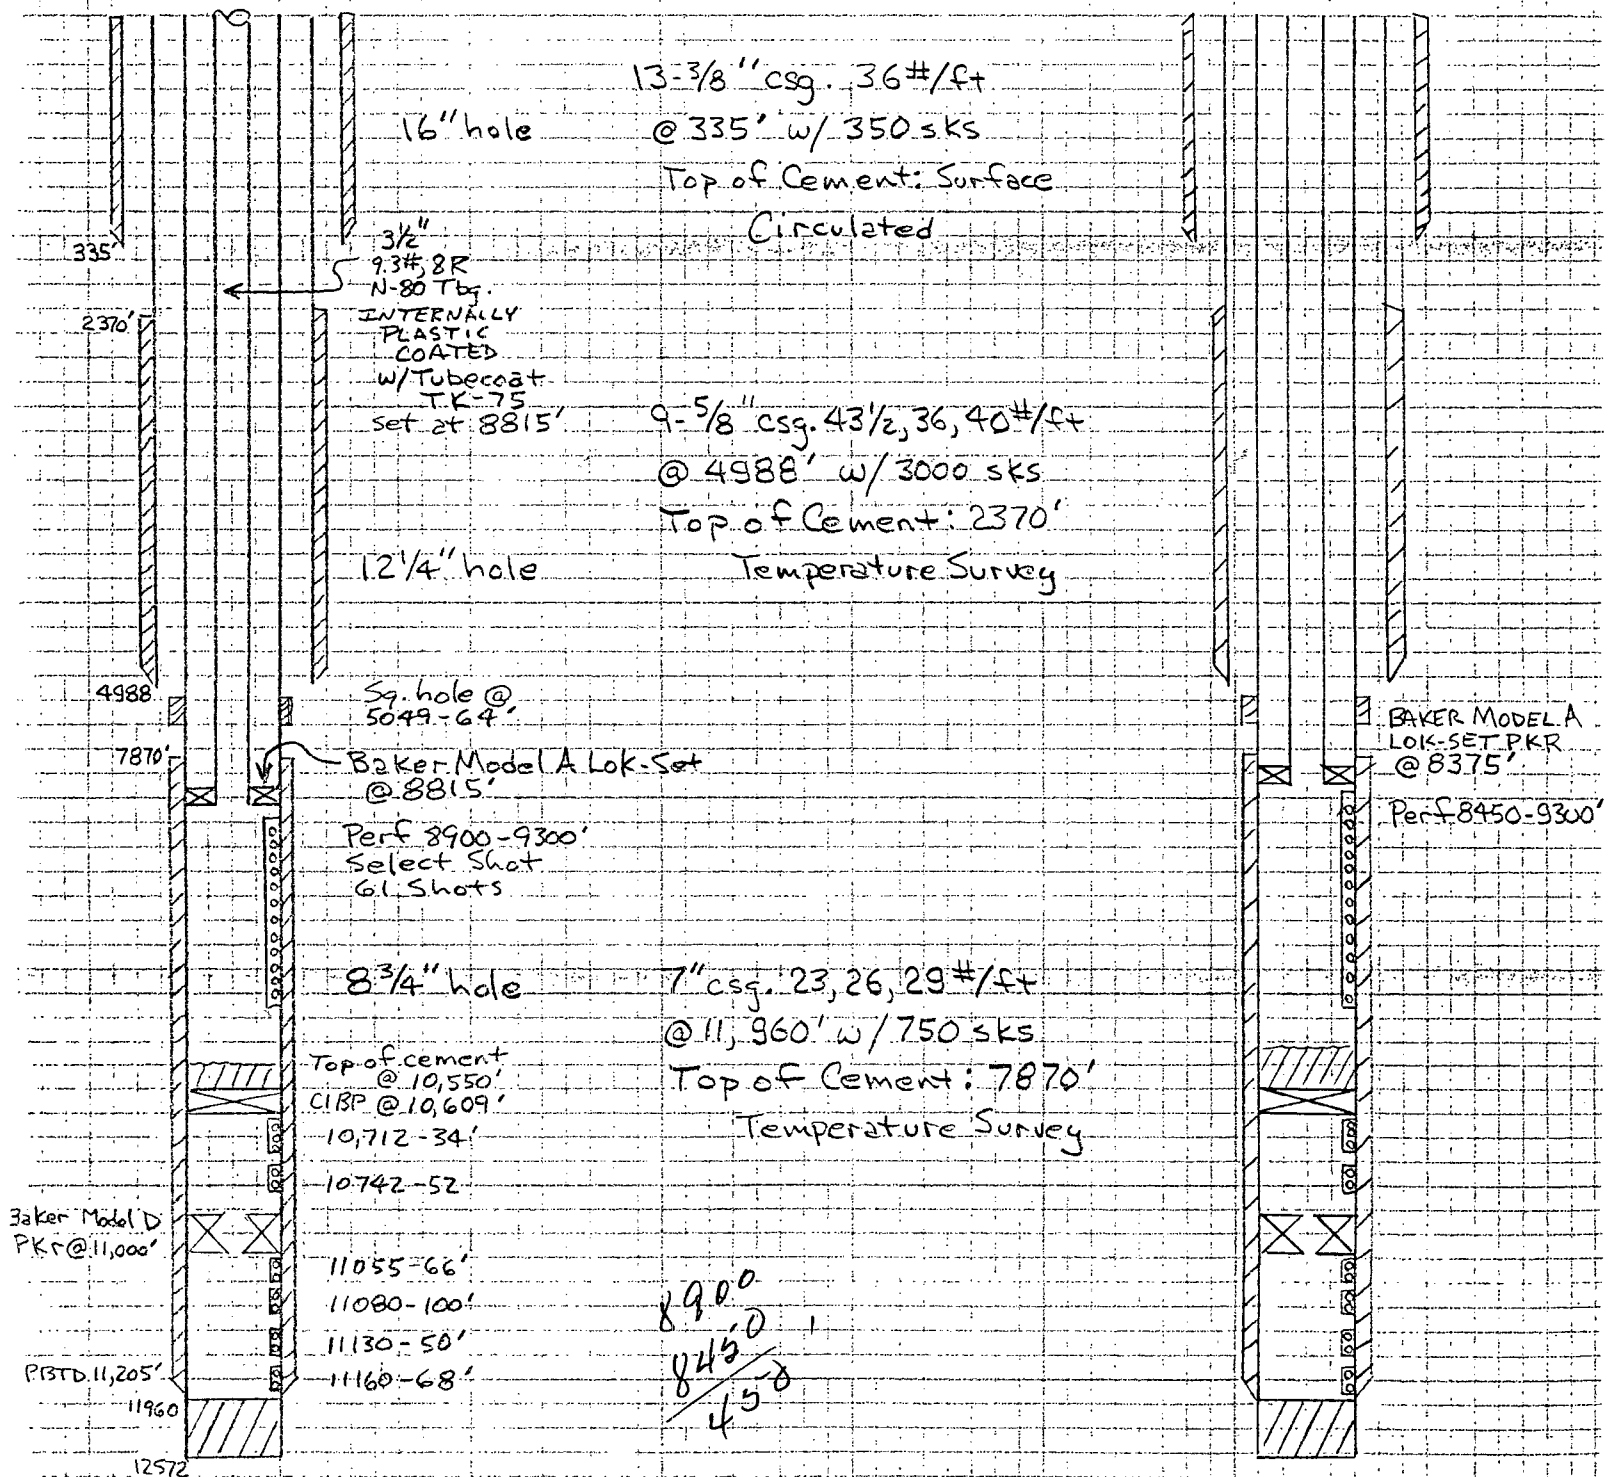 13-3/8" csg. 36#/ft
16" hole
@ 335' w/ 350 sks
Top of Cement: Surface
Circulated
335'
3½"
9.3#, 8R
N-80 Tbg.
INTERNALLY
PLASTIC
COATED
w/Tubecoat
TK-75
set at 8815'
2370'
9-5/8" csg. 43½, 36, 40#/ft
@ 4988' w/ 3000 sks
Top of Cement: 2370'
12¼" hole
Temperature Survey
4988
Sq. hole @
5049-64'
7870'
Baker Model A Lok-Set
@ 8815'
BAKER MODEL A
LOK-SET PKR
@ 8375'
Perf 8900-9300'
Select Shot
61 Shots
Perf 8450-9300'
8¾" hole
7" csg. 23, 26, 29#/ft
@ 11,960' w/ 750 sks
Top of Cement: 7870'
Temperature Survey
Top of cement
@ 10,550'
CIBP @ 10,609'
10,712-34'
10742-52
Baker Model D
PKr @ 11,000'
11055-66'
11080-100'
11130-50'
11160-68'
PBTD 11,205'
11960
12572
8900
8450
450